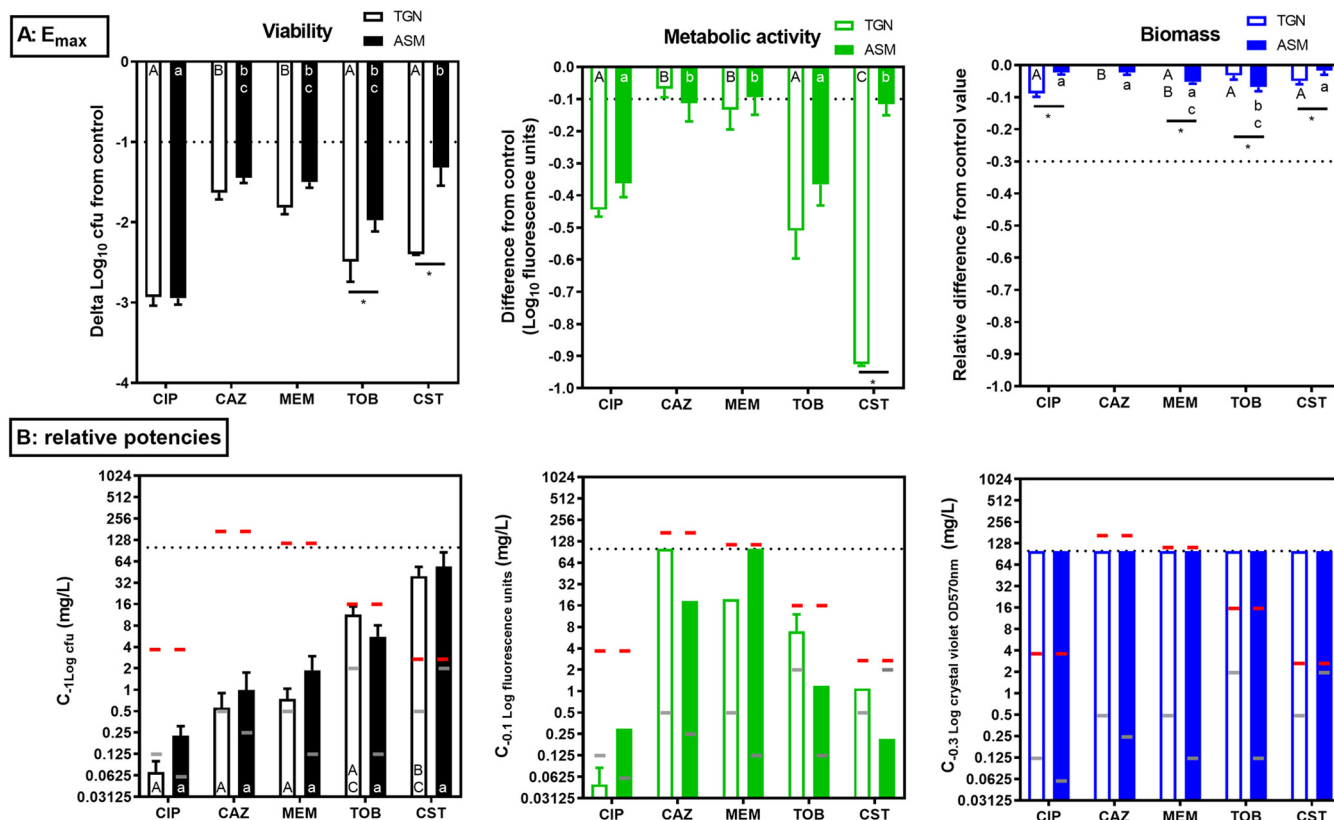 A: Emax
Viability
TGN
ASM
Delta Log10 cfu from control
0
-1
-2
-3
-4
A a B b c B b c A b c A b
* *
CIP CAZ MEM TOB CST
Metabolic activity
TGN
ASM
Difference from control
(Log10 fluorescence units)
0.0
-0.1
-0.2
-0.3
-0.4
-0.5
-0.6
-0.7
-0.8
-0.9
-1.0
A a B b B b A a C b
*
CIP CAZ MEM TOB CST
Biomass
TGN
ASM
Relative difference from control value
0.0
-0.1
-0.2
-0.3
-0.4
-0.5
-0.6
-0.7
-0.8
-0.9
-1.0
A a B a A B a c A b c A a
* * * *
CIP CAZ MEM TOB CST
B: relative potencies
C-1Log cfu (mg/L)
1024
512
256
128
64
32
16
8
4
2
1
0.5
0.25
0.125
0.0625
0.03125
A a A a A a A C a B C a
CIP CAZ MEM TOB CST
C-0.1 Log fluorescence units (mg/L)
1024
512
256
128
64
32
16
8
4
2
1
0.5
0.25
0.125
0.0625
0.03125
CIP CAZ MEM TOB CST
C-0.3 Log crystal violet OD570nm (mg/L)
1024
512
256
128
64
32
16
8
4
2
1
0.5
0.25
0.125
0.0625
0.03125
CIP CAZ MEM TOB CST